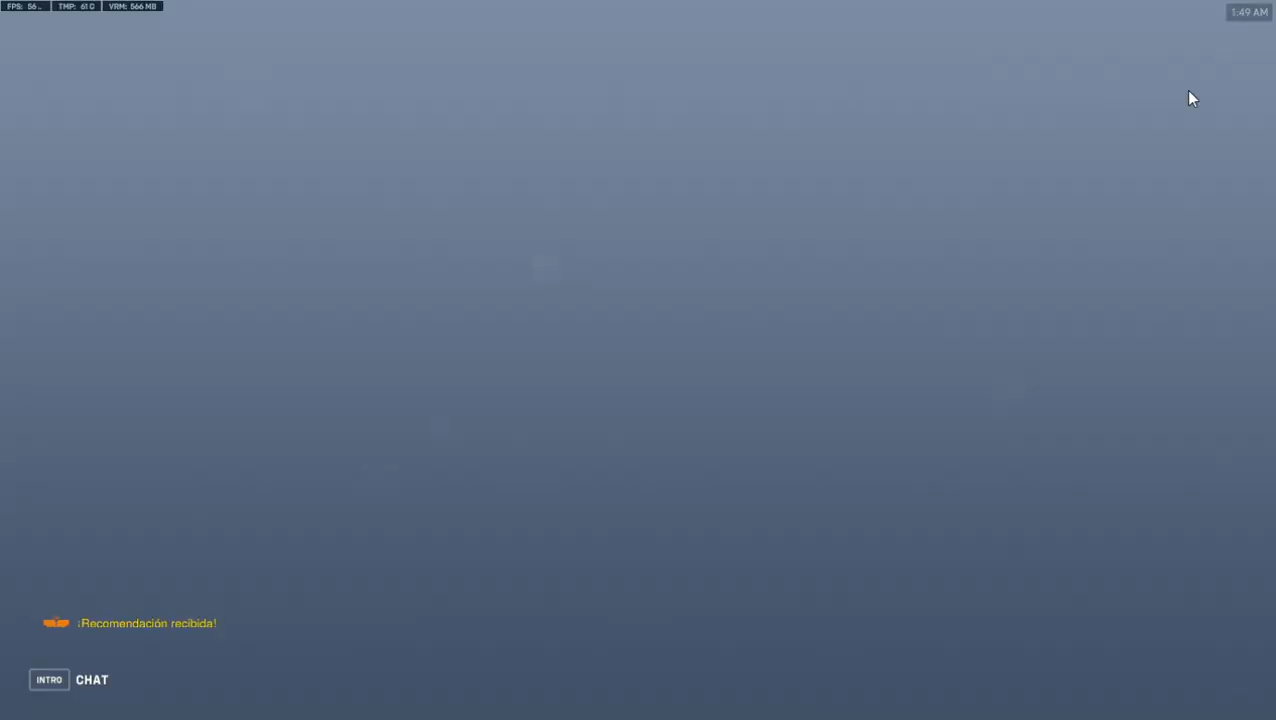 FPS: 56 .. TMP: 61 C VRM: 566 MB
1:49 AM
¡Recomendación recibida!
INTRO CHAT